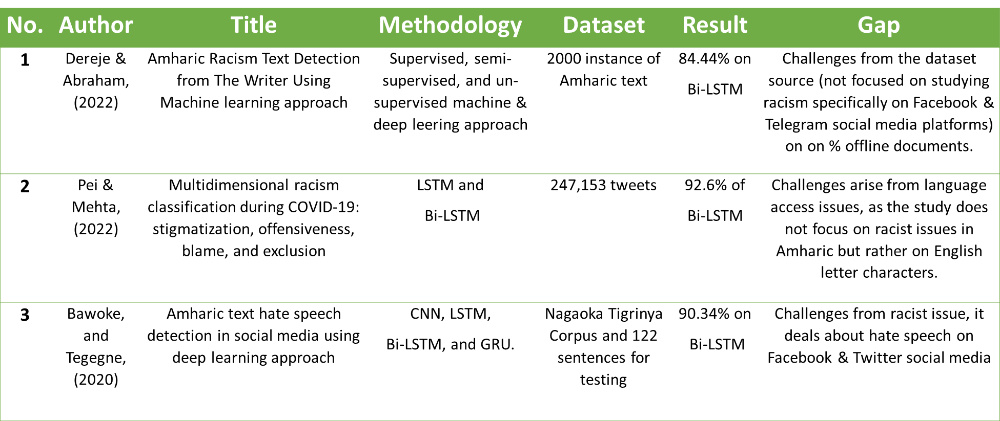 No. Author Title Methodology Dataset Result Gap
1
Dereje &
Abraham,
(2022)
Amharic Racism Text Detection
from The Writer Using
Machine learning approach
Supervised, semi-
supervised, and un-
supervised machine &
deep leering approach
2000 instance of
Amharic text
84.44% on
Bi-LSTM
Challenges from the dataset
source (not focused on studying
racism specifically on Facebook &
Telegram social media platforms)
on on % offline documents.
2
Pei &
Mehta,
(2022)
Multidimensional racism
classification during COVID-19:
stigmatization, offensiveness,
blame, and exclusion
LSTM and
Bi-LSTM
247,153 tweets
92.6% of
Bi-LSTM
Challenges arise from language
access issues, as the study does
not focus on racist issues in
Amharic but rather on English
letter characters.
3
Bawoke,
and
Tegegne,
(2020)
Amharic text hate speech
detection in social media using
deep learning approach
CNN, LSTM,
Bi-LSTM, and GRU.
Nagaoka Tigrinya
Corpus and 122
sentences for
testing
90.34% on
Bi-LSTM
Challenges from racist issue, it
deals about hate speech on
Facebook & Twitter social media